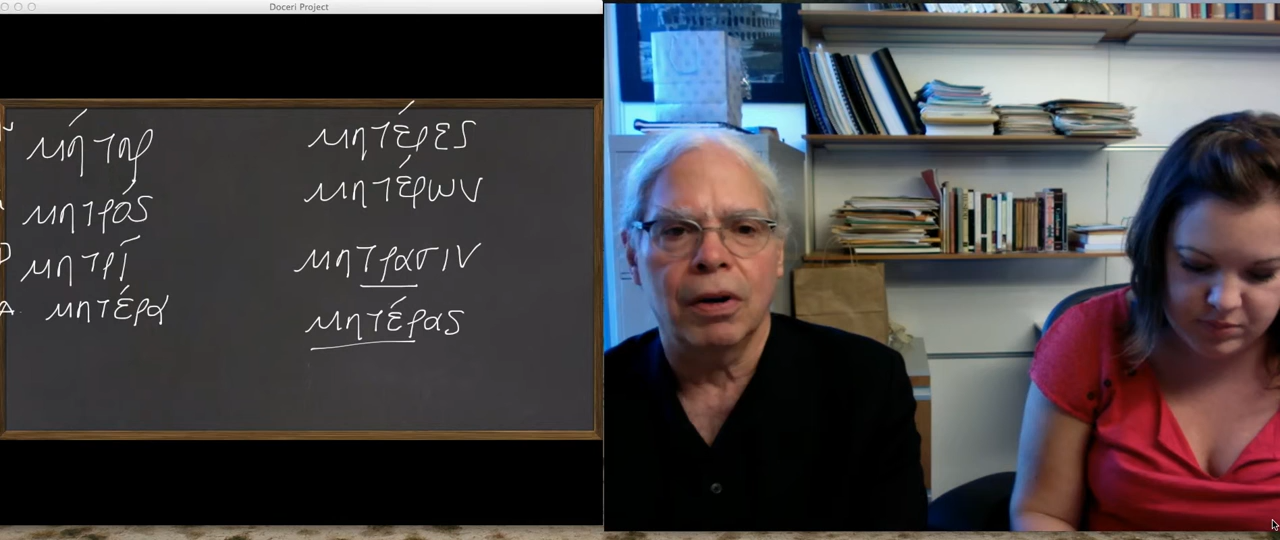 Doceri Project
μήτηρ μητέρες
μητρός μητέρων
D μητρί μητρασιν
A μητέρα μητέρας